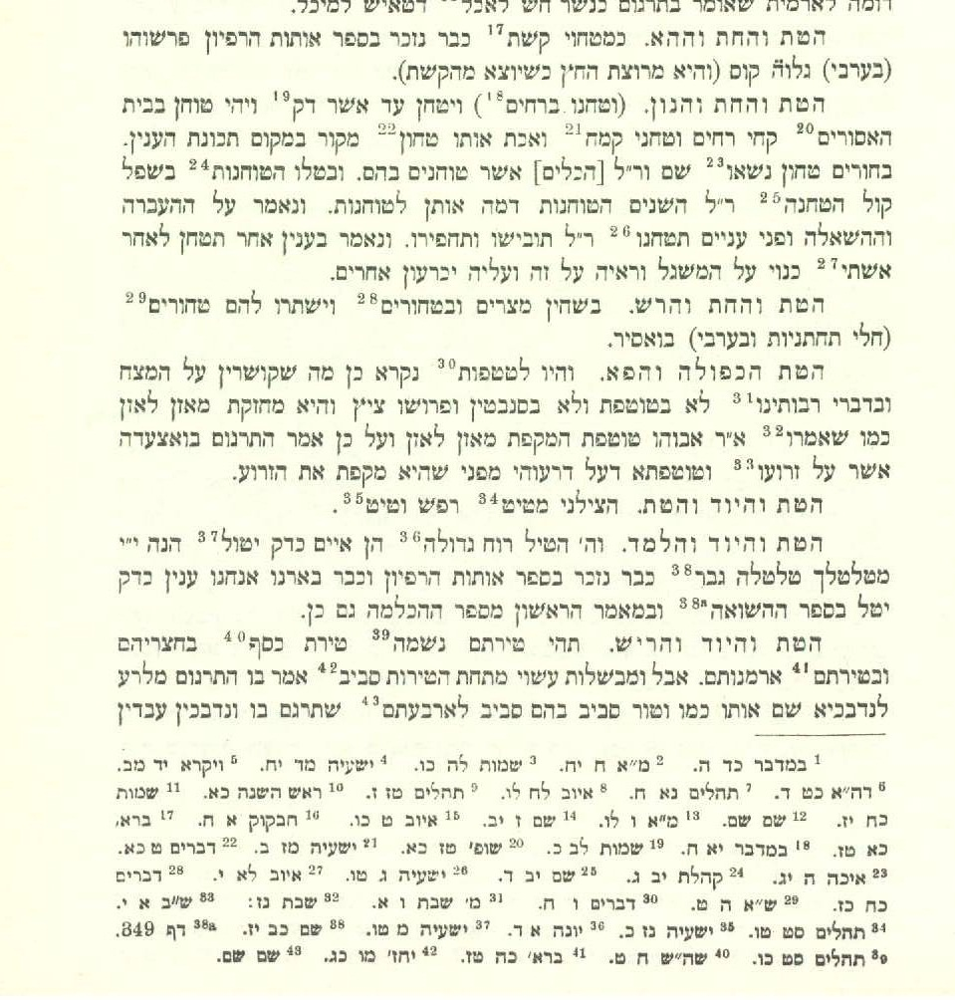 דומה לארמית שאומר בתרגום כנשר חש לאכל דטאיש למיכל.
הטת והחת וההא. כמטחוי קשת17 כבר נזכר בספר אותות הרפיון פרשוהו
(בערבי) גלוה̈ קוס (והיא מרוצת החץ כשיוצא מהקשת).
הטת והחת והנון. (וטחנו ברחים18) ויטחן עד אשר דק19 ויהי טוחן בבית
האסורים20 קחי רחים וטחני קמח21 ואכת אותו טחון22 מקור במקום תכונת הענין.
בחורים טחון נשאו23 שם ור״ל [הכלים] אשר טוחנים בהם. ובטלו הטוחנות24 בשפל
קול הטחנה25 ר״ל השנים הטוחנות דמה אותן לטוחנות. ונאמר על ההעברה
וההשאלה ופני עניים תטחנו26 ר״ל תובישו ותחפירו. ונאמר בענין אחר תטחן לאחר
אשתי27 כנוי על המשגל וראיה על זה ועליה יכרעון אחרים.
הטת והחת והרש. בשחין מצרים ובטחורים28 וישתרו להם טחורים29
(חלי תחתניות ובערבי) בואסיר.
הטת הכפולה והפא. והיו לטטפות30 נקרא כן מה שקושרין על המצח
ובדברי רבותינו31 לא בטוטפת ולא בסנבטין ופרושו ציץ והיא מחזקת מאזן לאזן
כמו שאמרו32 א״ר אבוהו טוטפת המקפת מאזן לאזן ועל כן אמר התרגום בואצעדה
אשר על זרועו33 וטוטפתא דעל דרעוהי מפני שהיא מקפת את הזרוע.
הטת והיוד והטת. הצילני מטיט34 רפש וטיט35.
הטת והיוד והלמד. וה׳ הטיל רוח גדולה36 הן איים כדק יטול37 הנה י״י
מטלטלך טלטלה גבר38 כבר נזכר בספר אותות הרפיון וכבר בארנו אנחנו ענין כדק
יטל בספר ההשואה38a ובמאמר הראשון מספר ההכלמה גם כן.
הטת והיוד והריש. תהי טירתם נשמה39 טירת כסף40 בחצריהם
ובטירתם41 ארמנותם. אבל ומבשלות עשוי מתחת הטירות סביב42 אמר בו התרגום מלרע
לנדבכיא שם אותו כמו וטור סביב בהם סביב לארבעתם43 שתרגם בו ונדבכין עבדין
1 במדבר כד ה. 2 מ״א ח יח. 3 שמות לה כו. 4 ישעיה מד יח. 5 ויקרא יד מב.
6 דה״א כט ד. 7 תהלים נא ח. 8 איוב לח לו. 9 תהלים טז ז. 10 ראש השנה כא. 11 שמות
כח יז. 12 שם שם. 13 מ״א ו לו. 14 שם ז יב. 15 איוב ט כו. 16 חבקוק א ח. 17 ברא׳
כא טז. 18 במדבר יא ח. 19 שמות לב כ. 20 שופ׳ טז כא. 21 ישעיה מז ב. 22 דברים ט כא.
23 איכה ה יג. 24 קהלת יב ג. 25 שם יב ד. 26 ישעיה ג טו. 27 איוב לא י. 28 דברים
כח כז. 29 ש״א ה ט. 30 דברים ו ח. 31 מ׳ שבת ו א. 32 שבת נז: 33 ש״ב א י.
34 תהלים סט טו. 35 ישעיה נז כ. 36 יונה א ד. 37 ישעיה מ טו. 38 שם כב יז. 38a דף 349.
39 תהלים סט כו. 40 שה״ש ח ט. 41 ברא׳ כה טז. 42 יחז׳ מו כג. 43 שם שם.